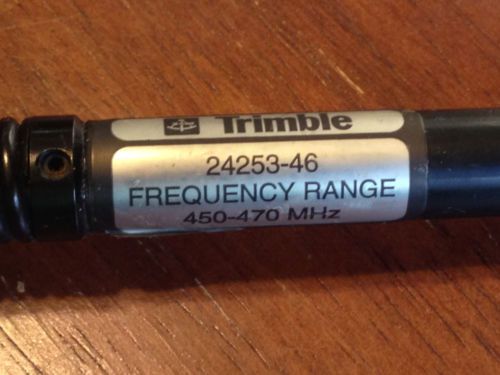 Trimble
24253-46
FREQUENCY RANGE
450-470 MHz